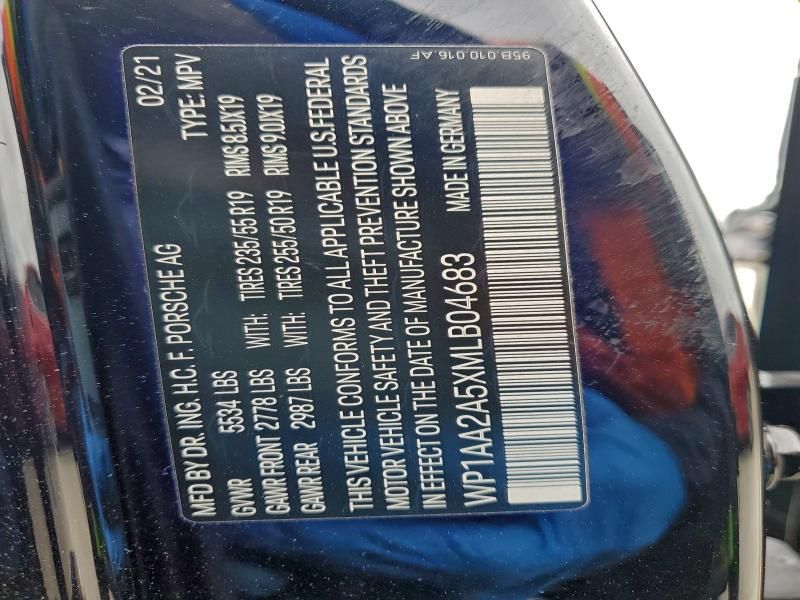 95B.010.016.AF
MFD BY DR. ING. H.C. F. PORSCHE AG 02/21
GVWR 5534 LBS TYPE: MPV
GAWR FRONT 2778 LBS WITH: TIRES 235/55 R19 RIMS 8.5JX19
GAWR REAR 2987 LBS WITH: TIRES 255/50 R19 RIMS 9.0JX19
THIS VEHICLE CONFORMS TO ALL APPLICABLE U.S.FEDERAL
MOTOR VEHICLE SAFETY AND THEFT PREVENTION STANDARDS
IN EFFECT ON THE DATE OF MANUFACTURE SHOWN ABOVE
WP1AA2A5XMLB04683 MADE IN GERMANY